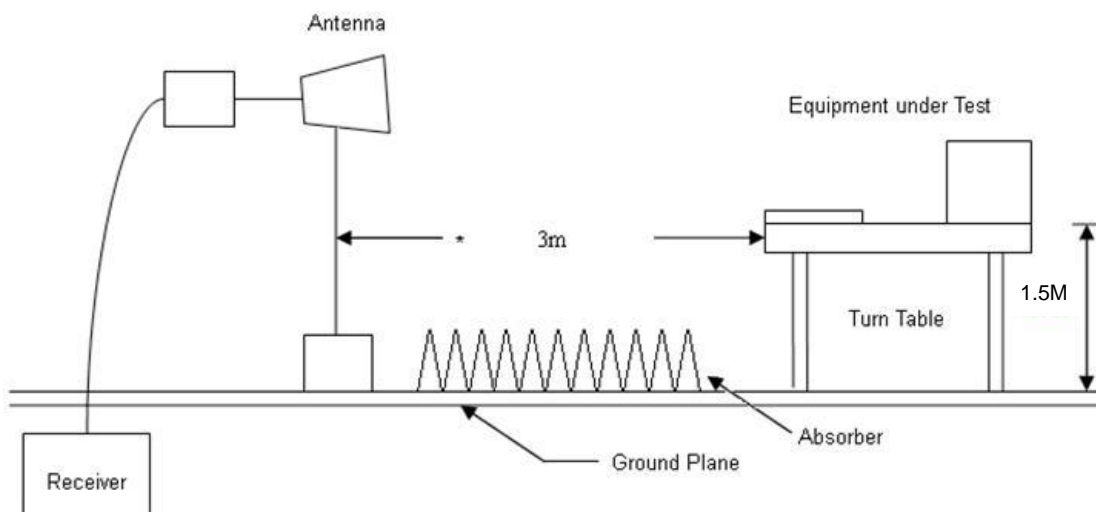 Antenna
Equipment under Test
* 3m
1.5M
Turn Table
Absorber
Ground Plane
Receiver